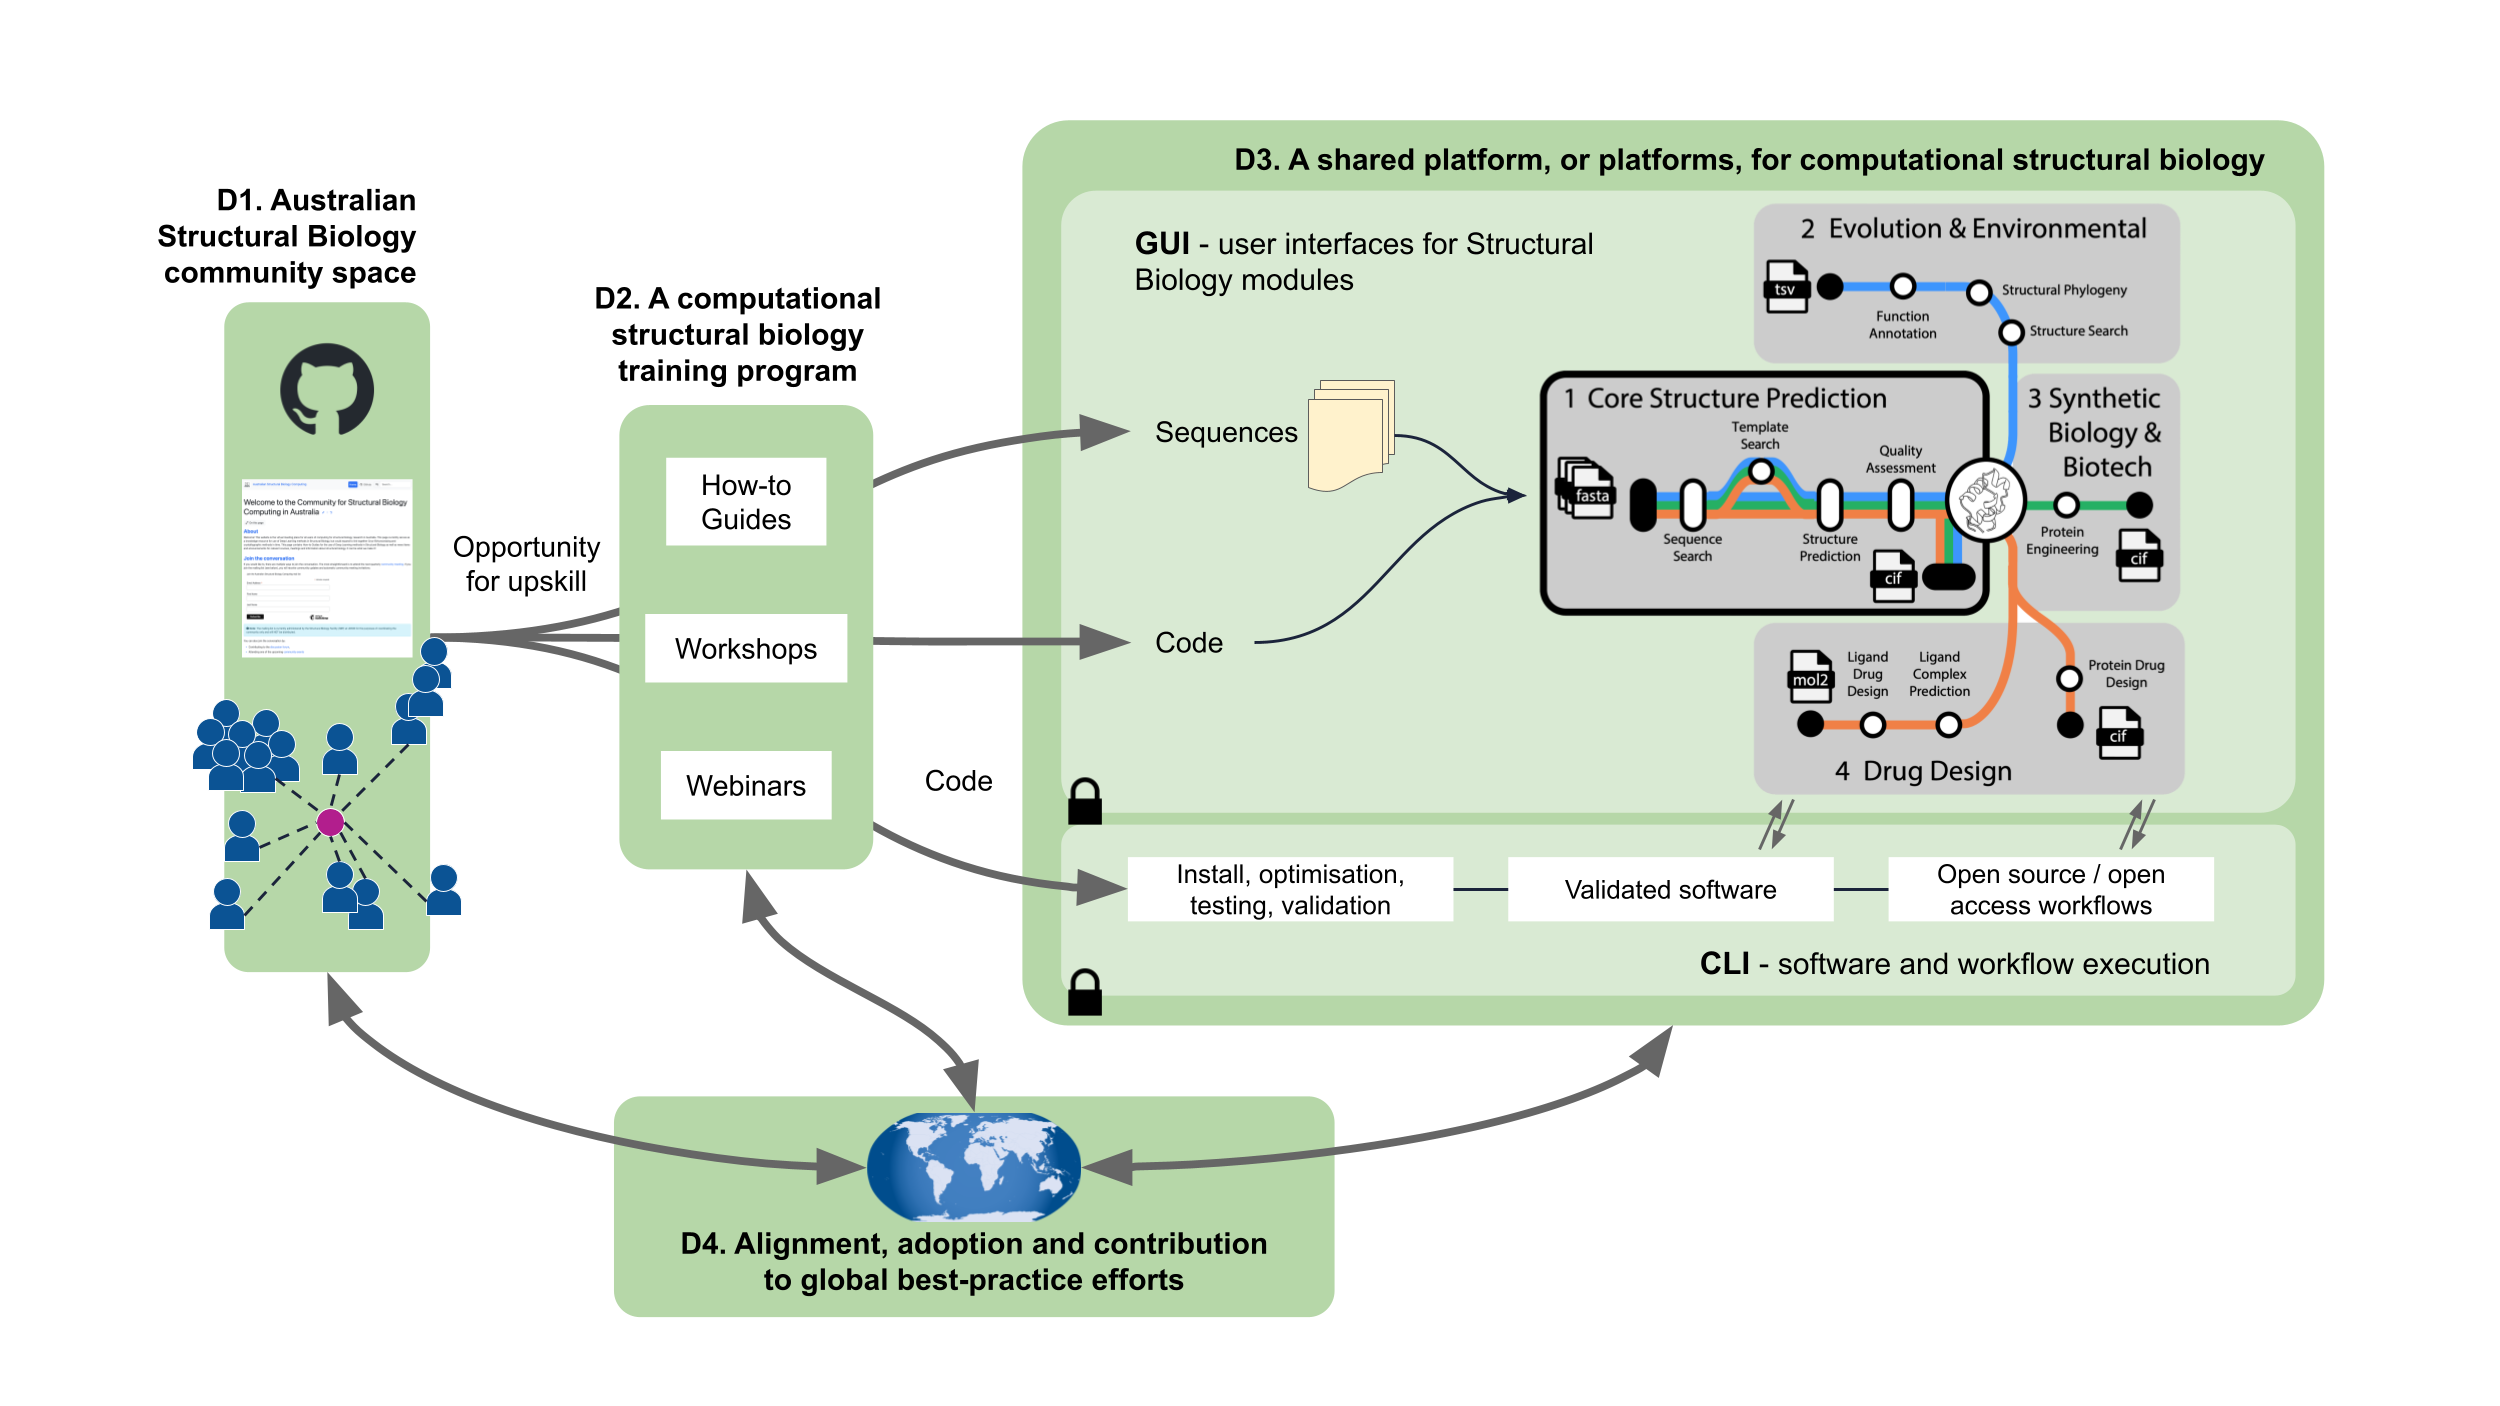 D1. Australian
Structural Biology
community space
Welcome to the Community for Structural Biology
Computing in Australia
About
Join the conversation
Opportunity
for upskill
D2. A computational
structural biology
training program
How-to
Guides
Workshops
Webinars
Code
D3. A shared platform, or platforms, for computational structural biology
GUI - user interfaces for Structural
Biology modules
Sequences
Code
2 Evolution & Environmental
tsv
Function
Annotation
Structural Phylogeny
Structure Search
1 Core Structure Prediction
fasta
Sequence
Search
Template
Search
Structure
Prediction
Quality
Assessment
cif
3 Synthetic
Biology &
Biotech
Protein
Engineering
cif
mol2
Ligand
Drug
Design
Ligand
Complex
Prediction
Protein Drug
Design
cif
4 Drug Design
Install, optimisation,
testing, validation
Validated software
Open source / open
access workflows
CLI - software and workflow execution
D4. Alignment, adoption and contribution
to global best-practice efforts